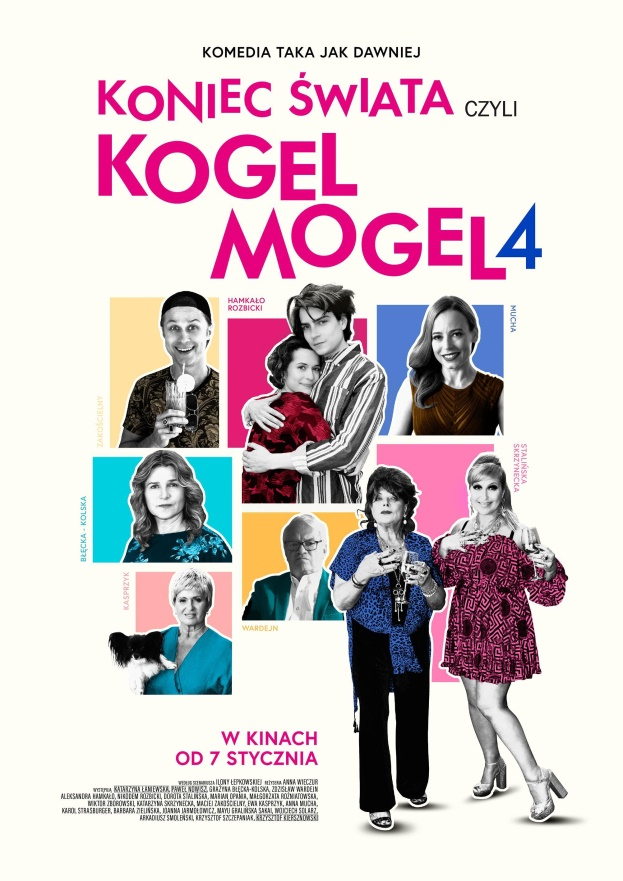 KOMEDIA TAKA JAK DAWNIEJ
KONIEC ŚWIATA CZYLI
KOGEL
MOGEL 4
HAMKAŁO
ROZBICKI
MUCHA
ZAKOŚCIELNY
STALIŃSKA
SKRZYNECKA
BŁĘCKA - KOLSKA
KASPRZYK
WARDEJN
W KINACH
OD 7 STYCZNIA
WEDŁUG SCENARIUSZA ILONY ŁEPKOWSKIEJ REŻYSERIA ANNA WIECZUR
WYSTĘPUJĄ KATARZYNA ŁANIEWSKA, PAWEŁ NOWISZ, GRAŻYNA BŁĘCKA-KOLSKA, ZDZISŁAW WARDEJN
ALEKSANDRA HAMKAŁO, NIKODEM ROZBICKI, DOROTA STALIŃSKA, MARIAN OPANIA, MAŁGORZATA ROŻNIATOWSKA,
WIKTOR ZBOROWSKI, KATARZYNA SKRZYNECKA, MACIEJ ZAKOŚCIELNY, EWA KASPRZYK, ANNA MUCHA,
KAROL STRASBURGER, BARBARA ZIELIŃSKA, JOANNA JARMOŁOWICZ, MAYU GRALIŃSKA SAKAI, WOJCIECH SOLARZ,
ARKADIUSZ SMOLEŃSKI, KRZYSZTOF SZCZEPANIAK, KRZYSZTOF KIERSZNOWSKI